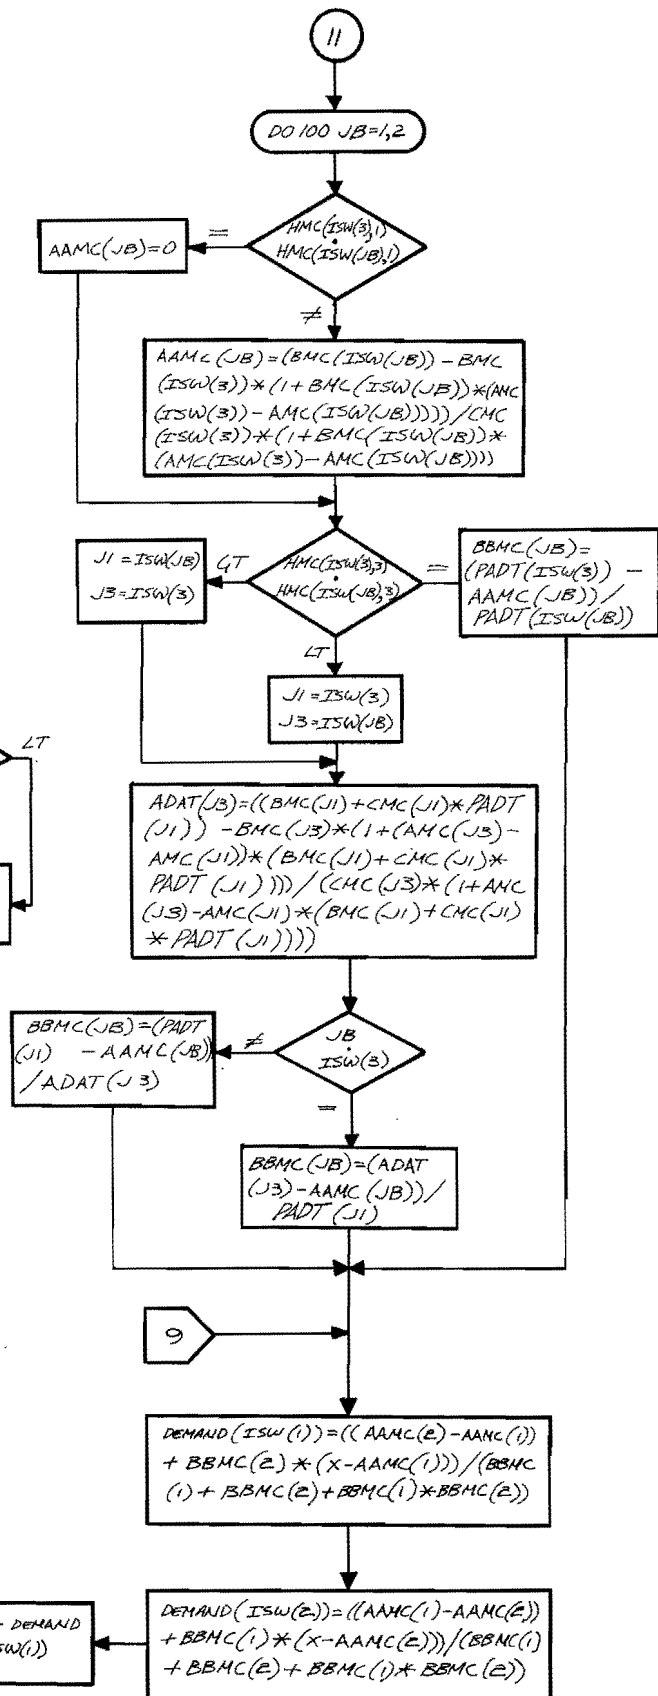 11
DO 100 JB=1,2
HMC(ISW(3),1)
HMC(ISW(JB),1)
=
AAMC(JB)=0
≠
AAMC(JB)=(BMC(ISW(JB))-BMC
(ISW(3))*(1+BMC(ISW(JB))*(AMC
(ISW(3))-AMC(ISW(JB)))))/CMC
(ISW(3))*(1+BMC(ISW(JB))*
(AMC(ISW(3))-AMC(ISW(JB))))
HMC(ISW(3),3)
HMC(ISW(JB),3)
GT
J1=ISW(JB)
J3=ISW(3)
=
BBMC(JB)=
(PADT(ISW(3)) -
AAMC(JB))/
PADT(ISW(JB))
LT
J1=ISW(3)
J3=ISW(JB)
LT
ADAT(J3)=((BMC(J1)+CMC(J1)*PADT
(J1)) -BMC(J3)*(1+(AMC(J3)-
AMC(J1))*(BMC(J1)+CMC(J1)*
PADT(J1))))/(CMC(J3)*(1+AMC
(J3)-AMC(J1)*(BMC(J1)+CMC(J1)
*PADT(J1))))
JB
ISW(3)
≠
BBMC(JB)=(PADT
(J1) -AAMC(JB))
/ADAT(J3)
=
BBMC(JB)=(ADAT
(J3)-AAMC(JB))/
PADT(J1)
9
DEMAND(ISW(1))=((AAMC(2)-AAMC(1))
+BBMC(2)*(X-AAMC(1)))/(BBMC
(1)+BBMC(2)+BBMC(1)*BBMC(2))
DEMAND(ISW(2))=((AAMC(1)-AAMC(2))
+BBMC(1)*(X-AAMC(2)))/(BBMC(1)
+BBMC(2)+BBMC(1)*BBMC(2))
- DEMAND
SW(1))